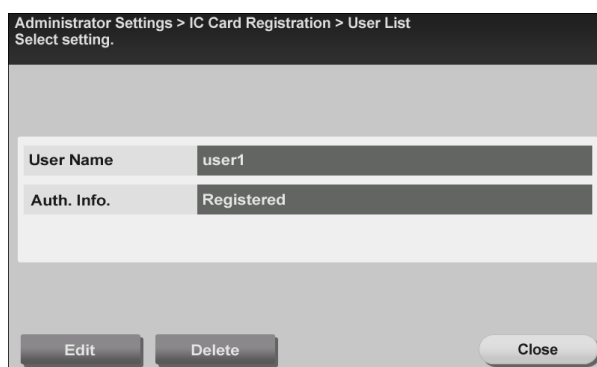 Administrator Settings > IC Card Registration > User List
Select setting.
User Name user1
Auth. Info. Registered
Edit Delete Close